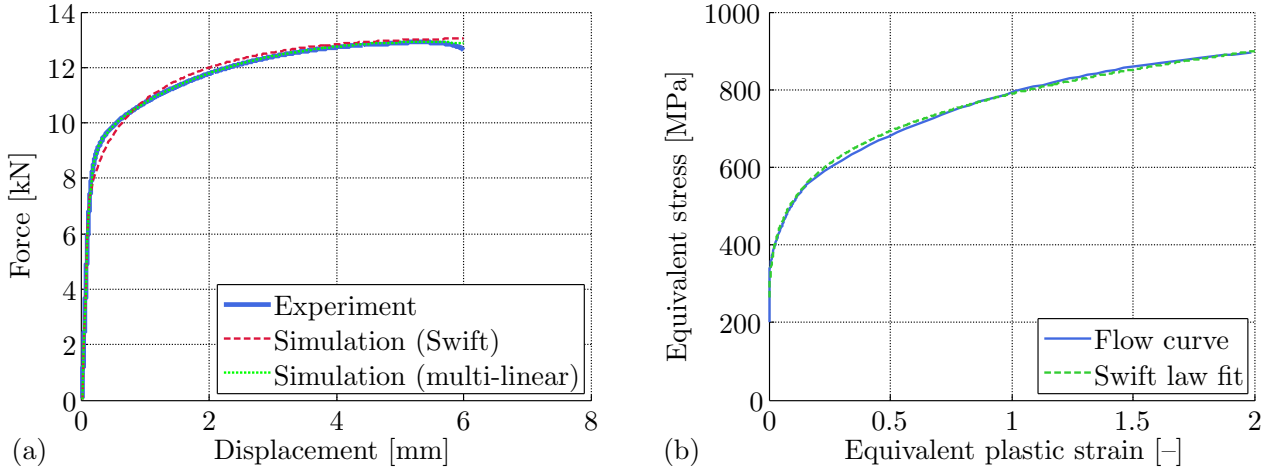 14
12
10
8
6
4
2
0
Force [kN]
Experiment
Simulation (Swift)
Simulation (multi-linear)
0 2 4 6 8
(a) Displacement [mm]
1000
800
600
400
200
0
Equivalent stress [MPa]
Flow curve
Swift law fit
0 0.5 1 1.5 2
(b) Equivalent plastic strain [–]